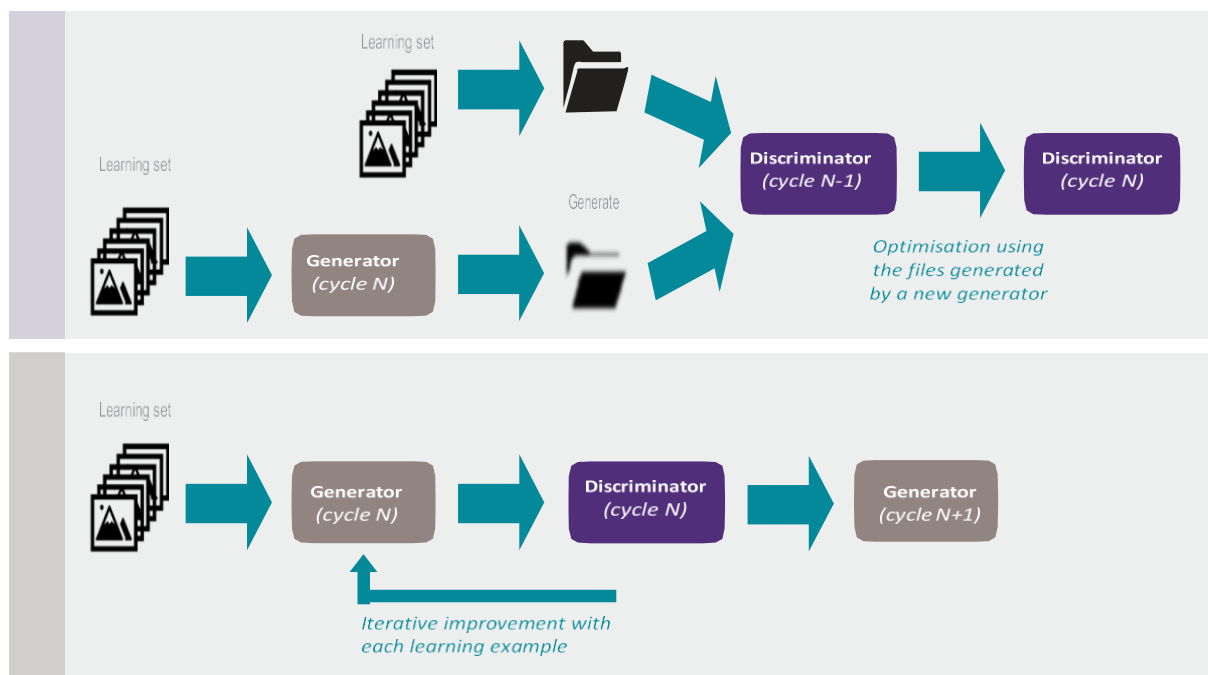 Learning set
Learning set
Discriminator
(cycle N-1)
Discriminator
(cycle N)
Generate
Generator
(cycle N)
Optimisation using
the files generated
by a new generator
Learning set
Generator
(cycle N)
Discriminator
(cycle N)
Generator
(cycle N+1)
Iterative improvement with
each learning example